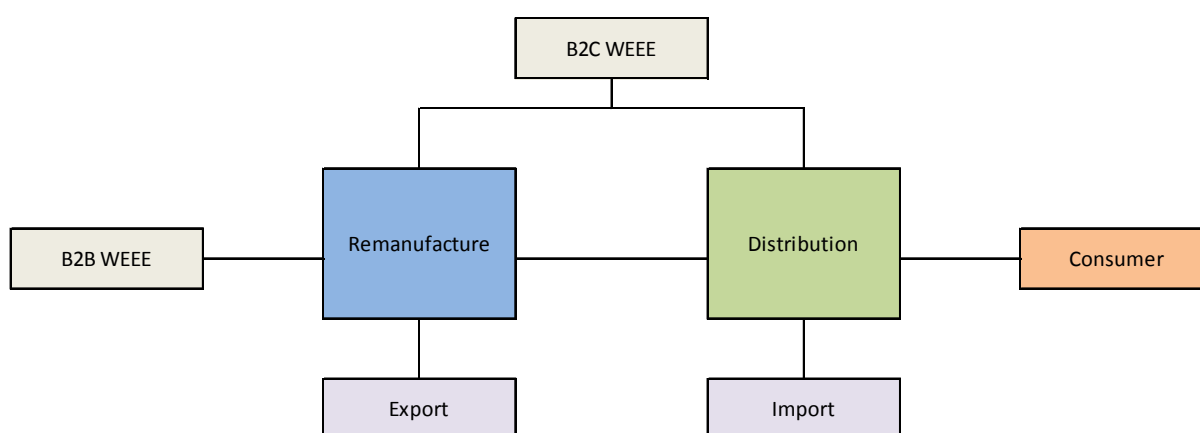 B2C WEEE
Remanufacture
Distribution
B2B WEEE
Consumer
Export
Import